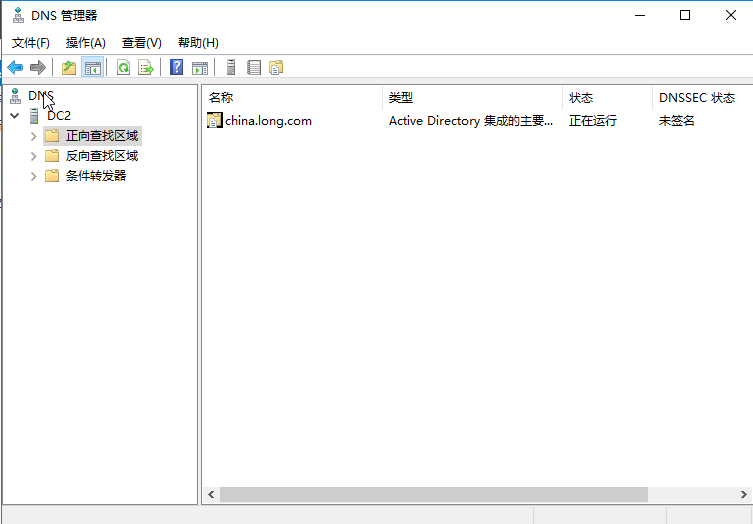 DNS 管理器
文件(F) 操作(A) 查看(V) 帮助(H)
DNS
DC2
正向查找区域
反向查找区域
条件转发器
名称 类型 状态 DNSSEC 状态
china.long.com Active Directory 集成的主要... 正在运行 未签名